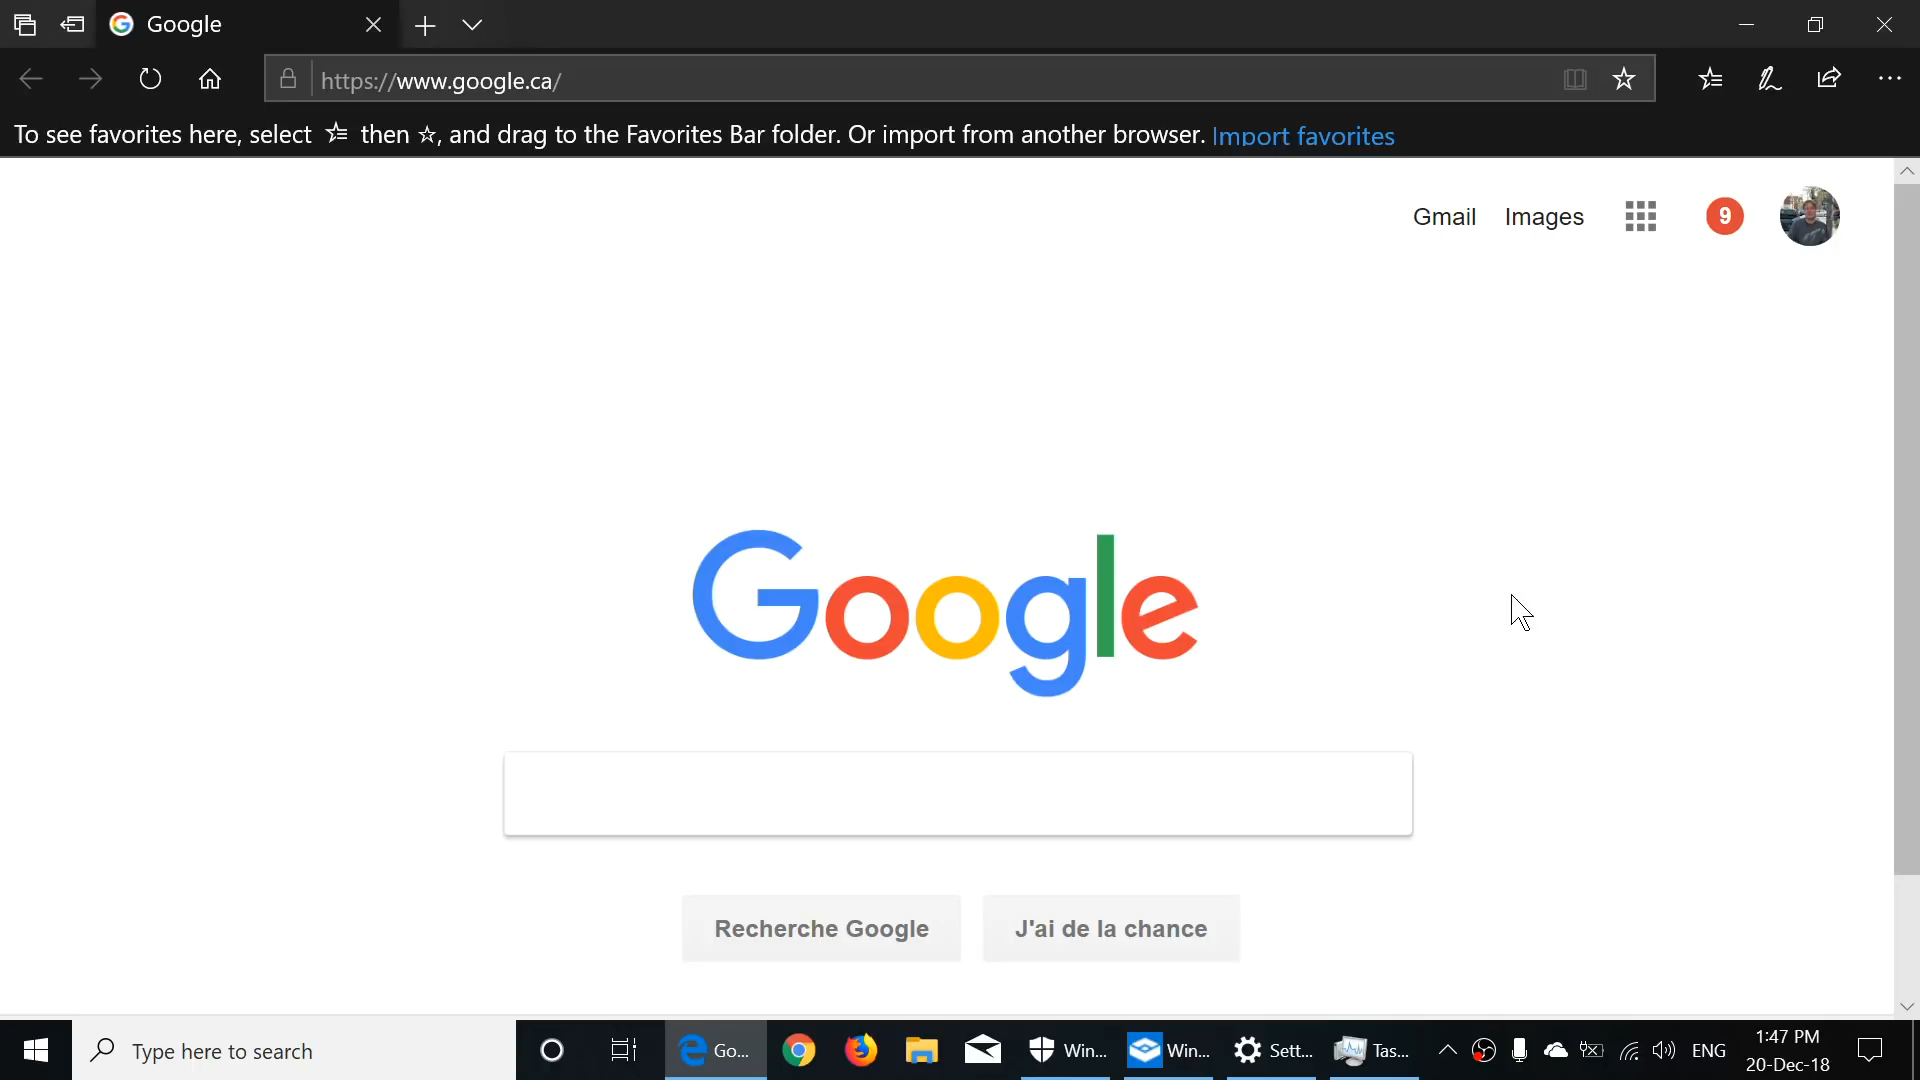 Google
https://www.google.ca/
To see favorites here, select then , and drag to the Favorites Bar folder. Or import from another browser. Import favorites
Gmail Images 9
Google
Recherche Google J'ai de la chance
Type here to search Go... Win... Win... Sett... Tas... ENG
1:47 PM
20-Dec-18